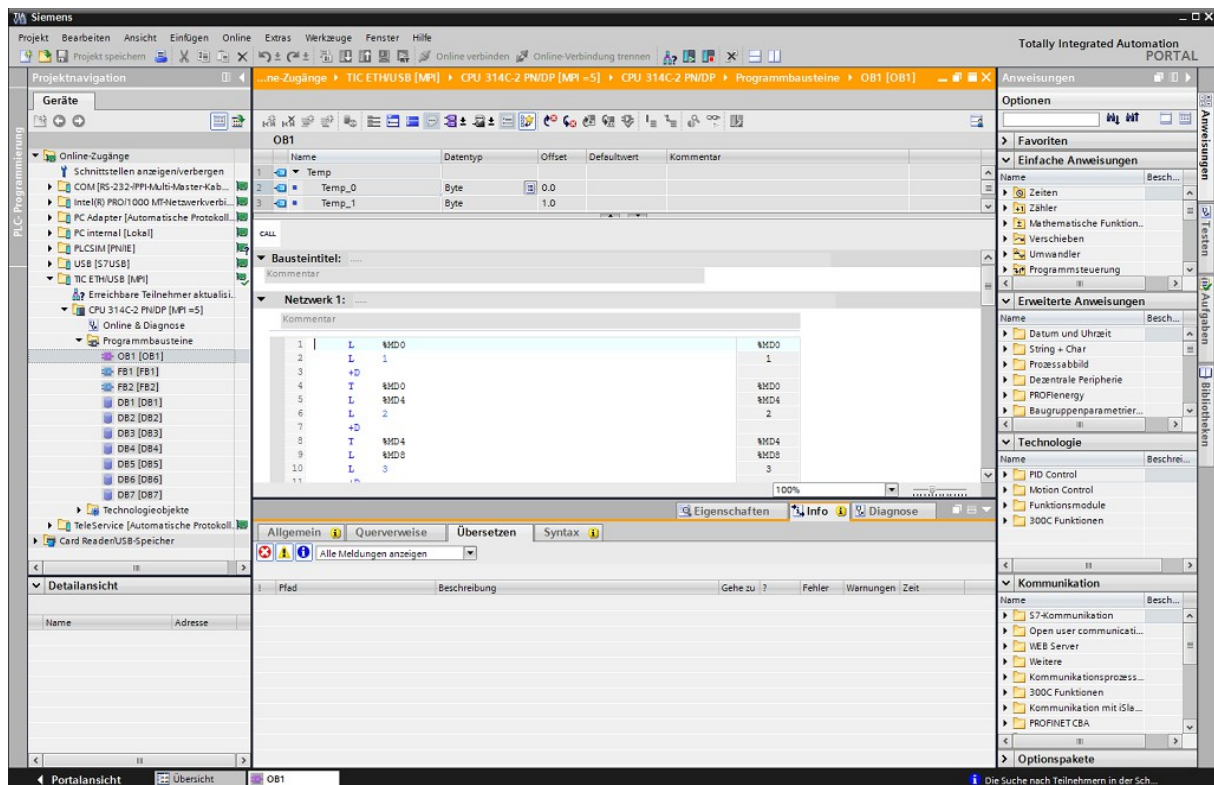 Siemens
Projekt Bearbeiten Ansicht Einfügen Online Extras Werkzeuge Fenster Hilfe
Totally Integrated Automation
PORTAL
Projekt speichern
Online verbinden
Online-Verbindung trennen
Projektnavigation
Geräte
PLC-Programmierung
Online-Zugänge
Schnittstellen anzeigen/verbergen
COM [RS-232-/PPI-Multi-Master-Kab...
Intel(R) PRO/1000 MT-Netzwerkverbi...
PC Adapter [Automatische Protokoll...
PC internal [Lokal]
PLCSIM [PN/IE]
USB [S7USB]
TIC ETH/USB [MPI]
Erreichbare Teilnehmer aktualisi...
CPU 314C-2 PN/DP [MPI =5]
Online & Diagnose
Programmbausteine
OB1 [OB1]
FB1 [FB1]
FB2 [FB2]
DB1 [DB1]
DB2 [DB2]
DB3 [DB3]
DB4 [DB4]
DB5 [DB5]
DB6 [DB6]
DB7 [DB7]
Technologieobjekte
TeleService [Automatische Protokoll...
Card Reader/USB-Speicher
Detailansicht
Name Adresse
...ne-Zugänge TIC ETH/USB [MPI] CPU 314C-2 PN/DP [MPI =5] CPU 314C-2 PN/DP Programmbausteine OB1 [OB1]
OB1
Name Datentyp Offset Defaultwert Kommentar
1 Temp
2 Temp_0 Byte 0.0
3 Temp_1 Byte 1.0
CALL
Bausteintitel: .....
Kommentar
Netzwerk 1: .....
Kommentar
1 L %MD0 %MD0
2 L 1 1
3 +D
4 T %MD0 %MD0
5 L %MD4 %MD4
6 L 2 2
7 +D
8 T %MD4 %MD4
9 L %MD8 %MD8
10 L 3 3
11 +D
100%
Eigenschaften Info Diagnose
Allgemein Querverweise Übersetzen Syntax
Alle Meldungen anzeigen
! Pfad Beschreibung Gehe zu ? Fehler Warnungen Zeit
Anweisungen
Optionen
Favoriten
Einfache Anweisungen
Name Besch...
Zeiten
Zähler
Mathematische Funktion...
Verschieben
Umwandler
Programmsteuerung
Erweiterte Anweisungen
Name Besch...
Datum und Uhrzeit
String + Char
Prozessabbild
Dezentrale Peripherie
PROFIenergy
Baugruppenparametrier...
Technologie
Name Beschrei...
PID Control
Motion Control
Funktionsmodule
300C Funktionen
Kommunikation
Name Besch...
S7-Kommunikation
Open user communicati...
WEB Server
Weitere
Kommunikationsprozess...
300C Funktionen
Kommunikation mit iSla...
PROFINET CBA
Optionspakete
Anweisungen
Testen
Aufgaben
Bibliotheken
Portalansicht Übersicht OB1
Die Suche nach Teilnehmern in der Sch...